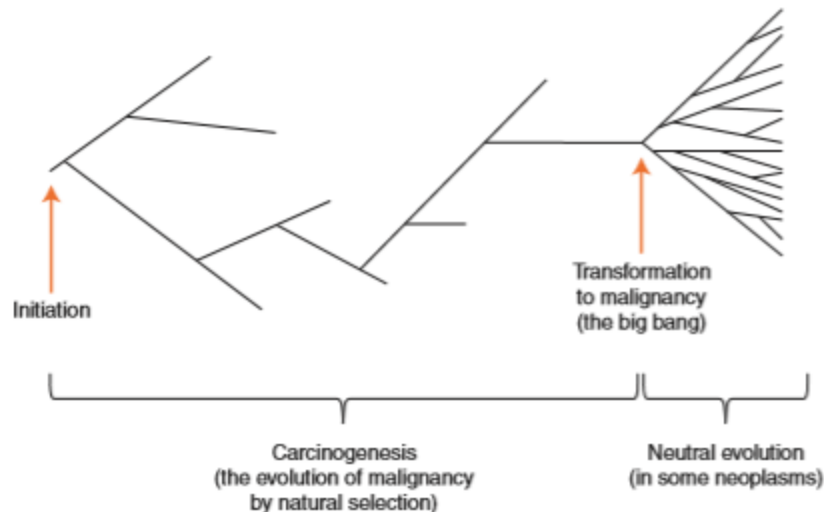 Initiation
Transformation
to malignancy
(the big bang)
Carcinogenesis
(the evolution of malignancy
by natural selection)
Neutral evolution
(in some neoplasms)